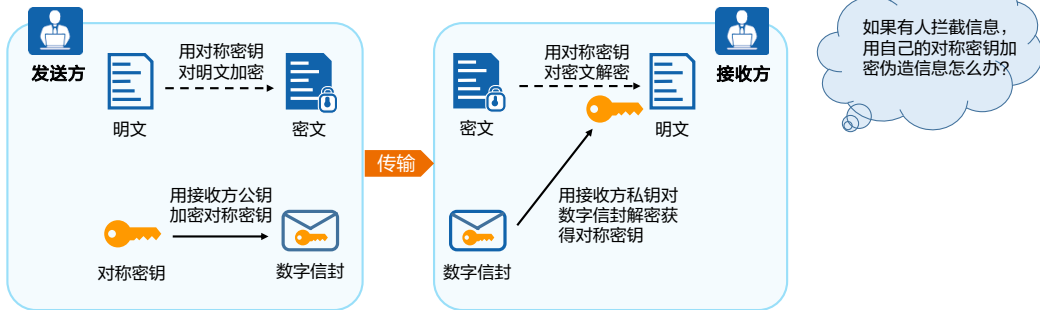 发送方
用对称密钥
对明文加密
明文
密文
用接收方公钥
加密对称密钥
对称密钥
数字信封
传输
接收方
用对称密钥
对密文解密
密文
明文
用接收方私钥对
数字信封解密获
得对称密钥
数字信封
如果有人拦截信息，
用自己的对称密钥加
密伪造信息怎么办?